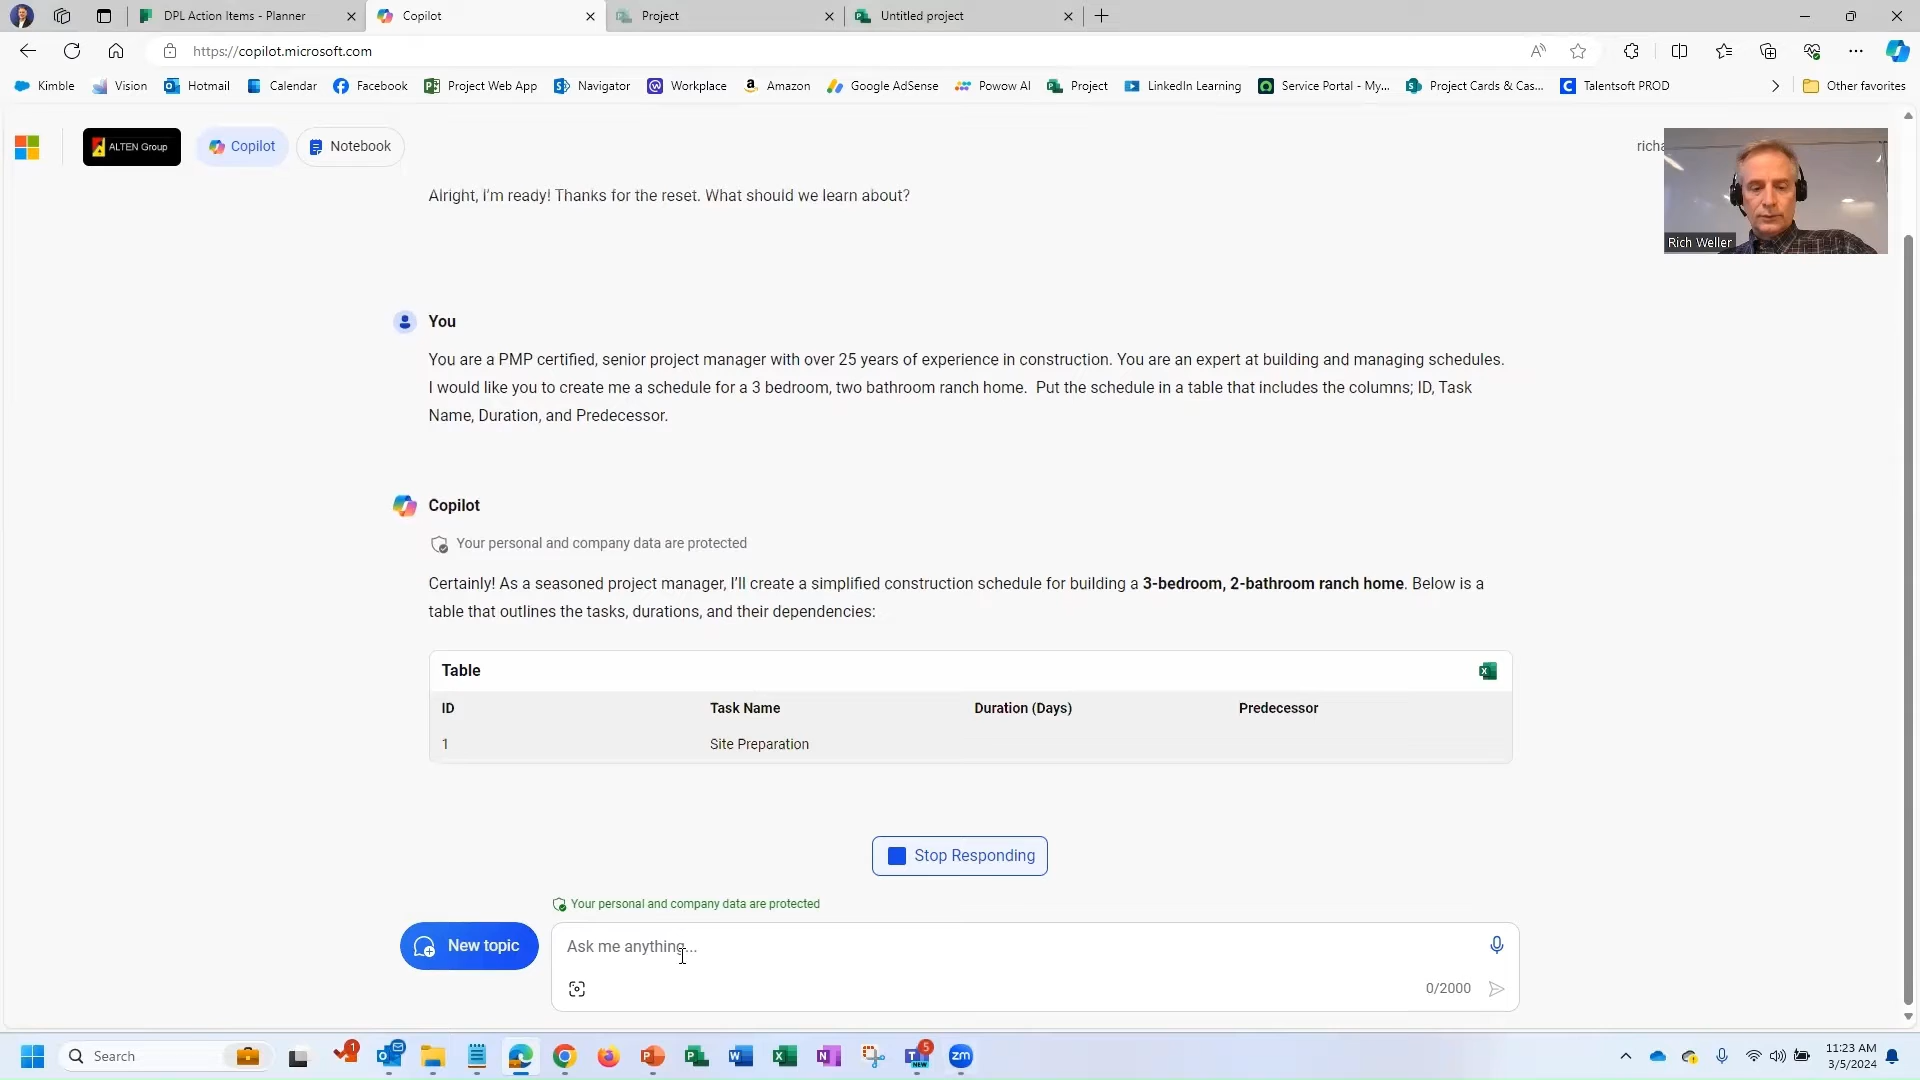 DPL Action Items - Planner
Copilot
Project
Untitled project
https://copilot.microsoft.com
Kimble
Vision
Hotmail
Calendar
Facebook
Project Web App
Navigator
Workplace
Amazon
Google AdSense
Powow AI
Project
LinkedIn Learning
Service Portal - My...
Project Cards & Cas...
Talentsoft PROD
Other favorites
ALTEN Group
Copilot
Notebook
richa
Rich Weller
Alright, I'm ready! Thanks for the reset. What should we learn about?
You
You are a PMP certified, senior project manager with over 25 years of experience in construction. You are an expert at building and managing schedules.
I would like you to create me a schedule for a 3 bedroom, two bathroom ranch home.  Put the schedule in a table that includes the columns; ID, Task
Name, Duration, and Predecessor.
Copilot
Your personal and company data are protected
Certainly! As a seasoned project manager, I'll create a simplified construction schedule for building a 3-bedroom, 2-bathroom ranch home. Below is a
table that outlines the tasks, durations, and their dependencies:
Table
ID Task Name Duration (Days) Predecessor
1 Site Preparation
Stop Responding
Your personal and company data are protected
New topic
Ask me anything...
0/2000
Search
1
5
NEW
zm
11:23 AM
3/5/2024